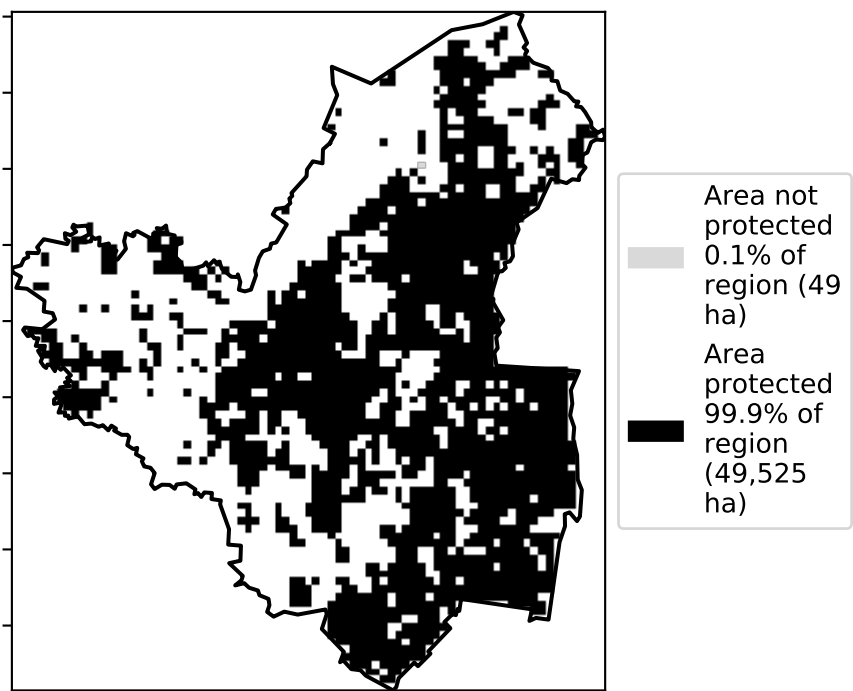 Area not
protected
0.1% of
region (49
ha)
Area
protected
99.9% of
region
(49,525
ha)